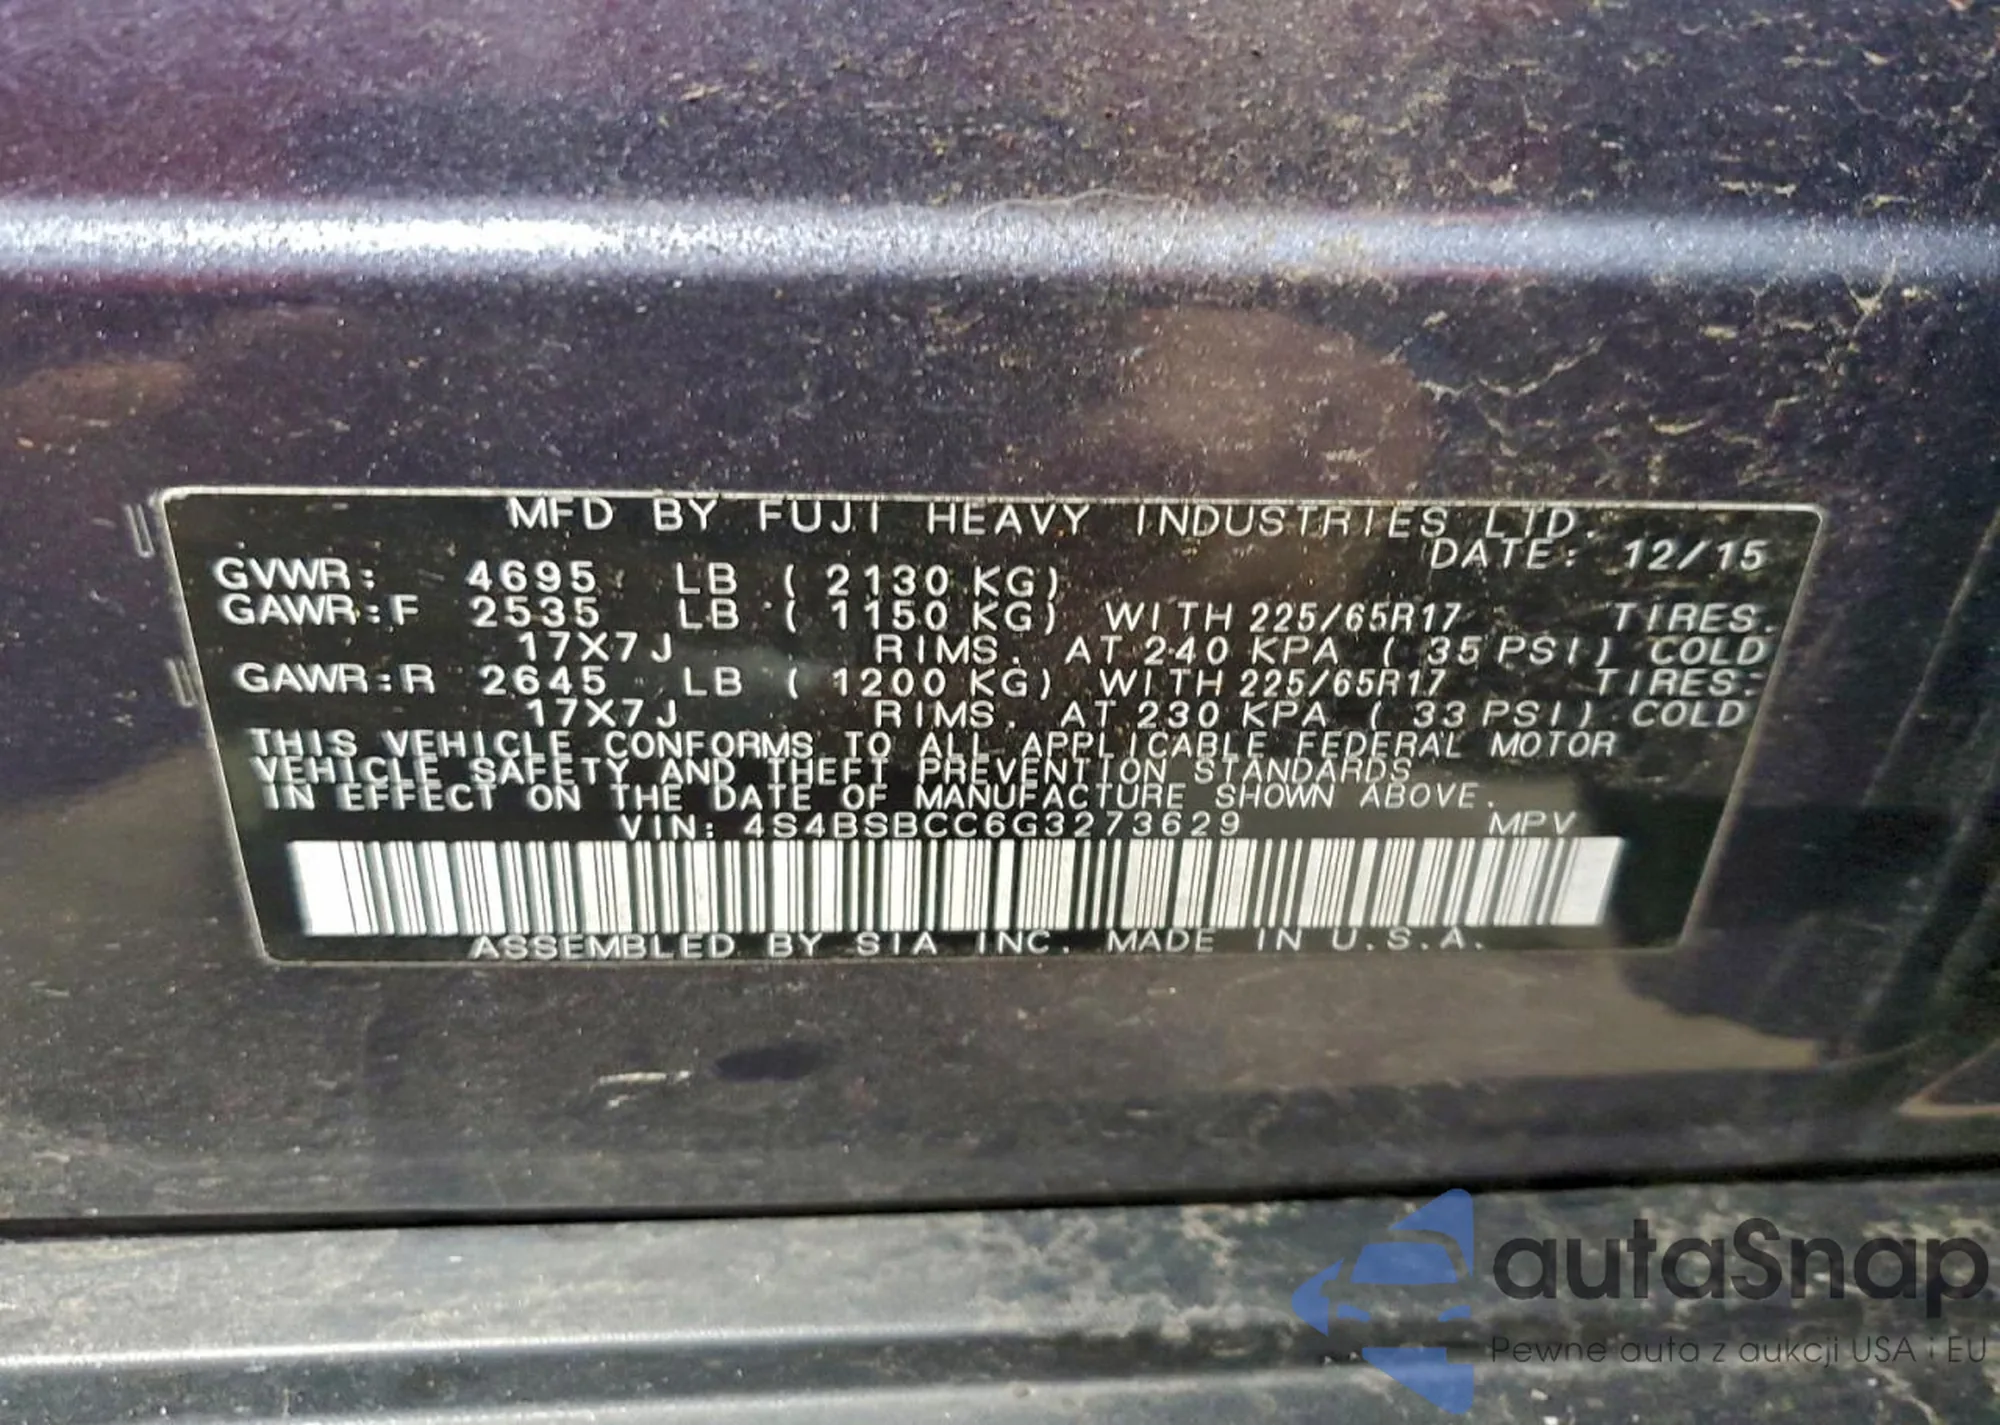 MFD BY FUJI HEAVY INDUSTRIES LTD.
DATE: 12/15
GVWR: 4695 LB ( 2130 KG)
GAWR:F 2535 LB ( 1150 KG) WITH 225/65R17 TIRES.
17X7J RIMS. AT 240 KPA ( 35 PSI) COLD
GAWR:R 2645 LB ( 1200 KG) WITH 225/65R17 TIRES.
17X7J RIMS. AT 230 KPA ( 33 PSI) COLD
THIS VEHICLE CONFORMS TO ALL APPLICABLE FEDERAL MOTOR
VEHICLE SAFETY AND THEFT PREVENTION STANDARDS
IN EFFECT ON THE DATE OF MANUFACTURE SHOWN ABOVE.
VIN: 4S4BSBCC6G3273629 MPV
ASSEMBLED BY SIA INC. MADE IN U.S.A.
autaSnap
Pewne auta z aukcji USA i EU